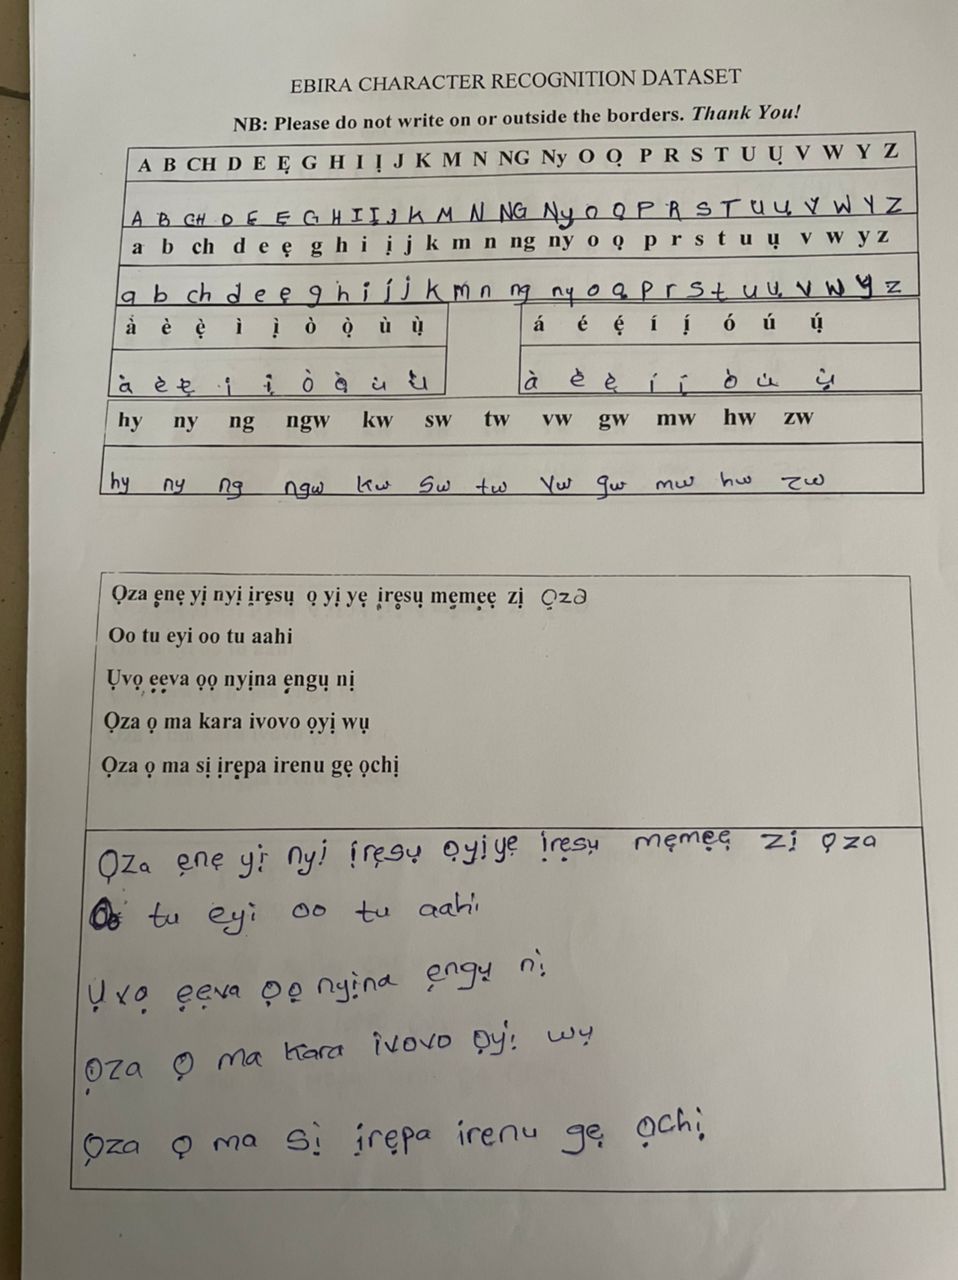 EBIRA CHARACTER RECOGNITION DATASET
NB: Please do not write on or outside the borders. Thank You!
A B CH D E Ẹ G H I Ị J K M N NG Ny O Ọ P R S T U Ụ V W Y Z
A B CH D E Ẹ G H I Ị J K M N NG Ny O Ọ P R S T U Ụ V W Y Z
a b ch d e ẹ g h i ị j k m n ng ny o ọ p r s t u ụ v w y z
a b ch d e ẹ g h i í j k m n ng ny o ọ p r s t u ụ v w y z
à è ẹ̀ ì ị̀ ò ọ̀ ù ụ̀ á é ẹ́ í ị́ ó ú ụ́
à è ẹ̀ ì ị̀ ò ọ̀ ù ụ̀ à è ẹ̀ í ị́ ò ù ụ̀
hy ny ng ngw kw sw tw vw gw mw hw zw
hy ny ng ngw kw sw tw vw gw mw hw zw
Ọza ẹnẹ yị nyị ịrẹsụ ọ yị yẹ ịrẹsụ mẹmẹẹ zị ọza
Oo tu eyi oo tu aahi
Ụvọ ẹẹva ọọ nyịna ẹngụ nị
Ọza ọ ma kara ivovo ọyị wụ
Ọza ọ ma sị ịrẹpa irenu gẹ ọchị
Ọza ẹnẹ yị nyị ịrẹsụ ọyịyẹ ịrẹsụ mẹmẹẹ zị ọza
Oo tu eyi oo tu aahi
Ụvọ ẹẹva ọọ nyịna ẹngụ nị
Ọza Ọ ma kara ivovo ọyị wụ
Ọza ọ ma sị ịrẹpa irenu gẹ ọchị